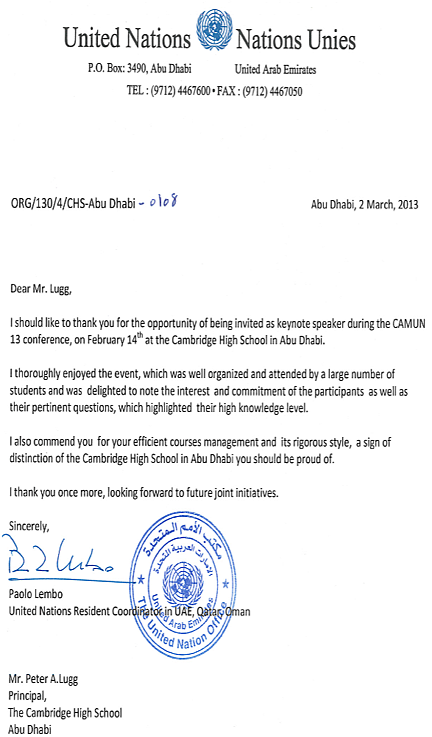 United Nations Nations Unies
P.O. Box: 3490, Abu Dhabi United Arab Emirates
TEL : (9712) 4467600 • FAX : (9712) 4467050
ORG/130/4/CHS-Abu Dhabi - 0108 Abu Dhabi, 2 March, 2013
Dear Mr. Lugg,
I should like to thank you for the opportunity of being invited as keynote speaker during the CAMUN
13 conference, on February 14th at the Cambridge High School in Abu Dhabi.
I thoroughly enjoyed the event, which was well organized and attended by a large number of
students and was delighted to note the interest and commitment of the participants as well as
their pertinent questions, which highlighted their high knowledge level.
I also commend you for your efficient courses management and its rigorous style, a sign of
distinction of the Cambridge High School in Abu Dhabi you should be proud of.
I thank you once more, looking forward to future joint initiatives.
Sincerely,
مكتب الأمم المتحدة
الامارات العربية المتحدة
United Arab Emirates
The United Nation Office
Paolo Lembo
United Nations Resident Coordinator in UAE, Qatar, Oman
Mr. Peter A.Lugg
Principal,
The Cambridge High School
Abu Dhabi